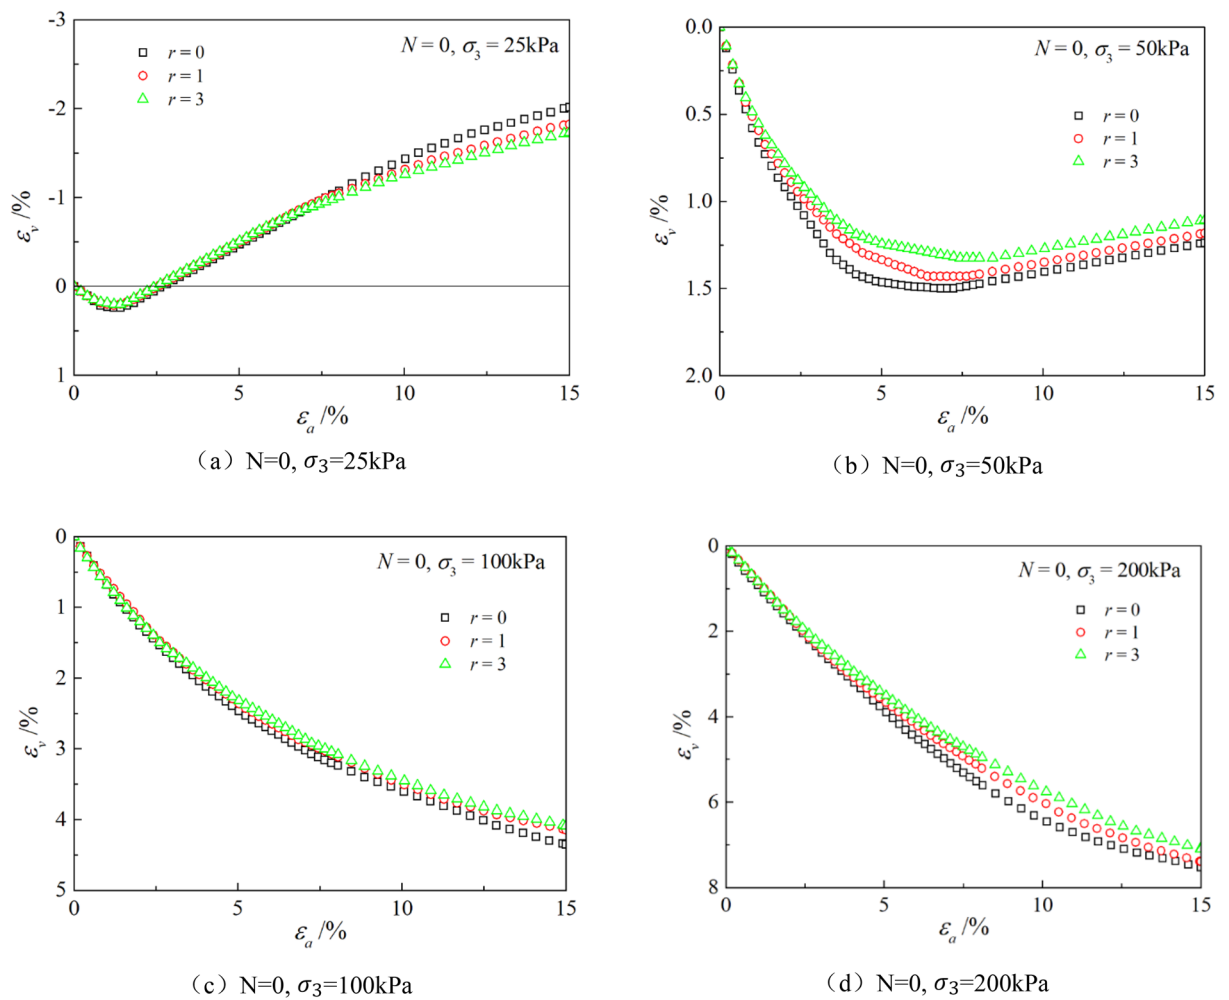 -3
-2
-1
0
1
0
5
10
15
εv /%
εa /%
N = 0, σ3 = 25kPa
r = 0
r = 1
r = 3
(a)N=0, σ3=25kPa
0.0
0.5
1.0
1.5
2.0
0
5
10
15
εv /%
εa /%
N = 0, σ3 = 50kPa
r = 0
r = 1
r = 3
(b)N=0, σ3=50kPa
0
1
2
3
4
5
0
5
10
15
εv /%
εa /%
N = 0, σ3 = 100kPa
r = 0
r = 1
r = 3
(c)N=0, σ3=100kPa
0
2
4
6
8
0
5
10
15
εv /%
εa /%
N = 0, σ3 = 200kPa
r = 0
r = 1
r = 3
(d)N=0, σ3=200kPa